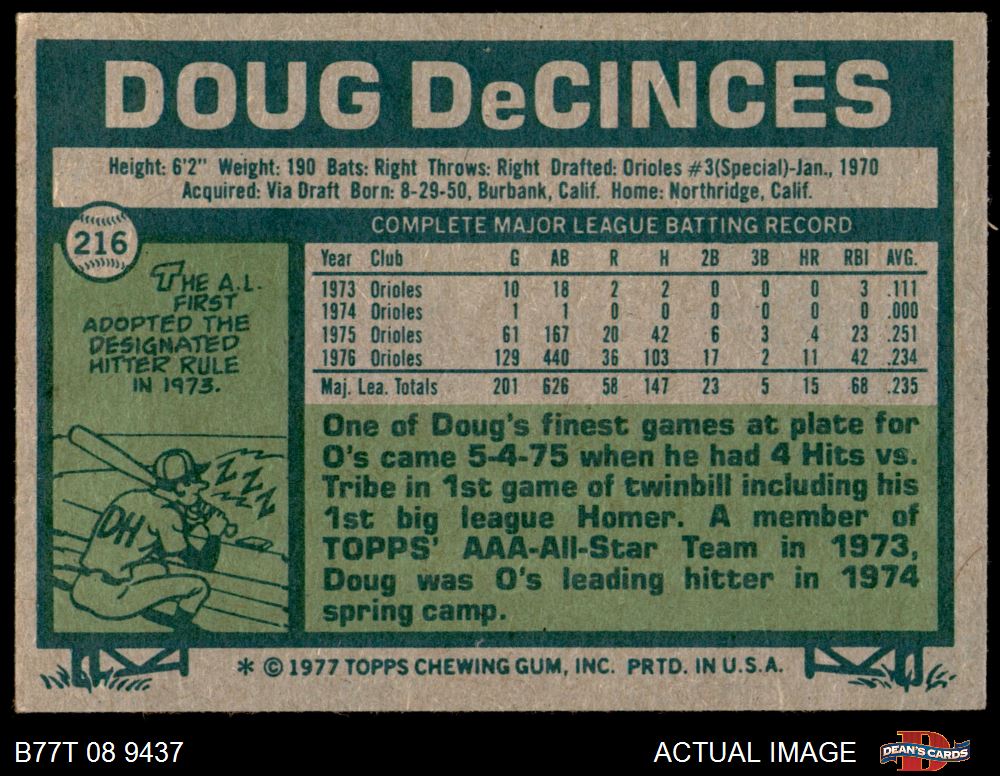 DOUG DeCINCES
Height: 6'2" Weight: 190 Bats: Right Throws: Right Drafted: Orioles #3(Special)-Jan., 1970
Acquired: Via Draft Born: 8-29-50, Burbank, Calif. Home: Northridge, Calif.
216
THE A.L.
FIRST
ADOPTED THE
DESIGNATED
HITTER RULE
IN 1973.
ZZZZZZ
DH
COMPLETE MAJOR LEAGUE BATTING RECORD
Year Club G AB R H 2B 3B HR RBI AVG.
1973 Orioles 10 18 2 2 0 0 0 3 .111
1974 Orioles 1 1 0 0 0 0 0 0 .000
1975 Orioles 61 167 20 42 6 3 4 23 .251
1976 Orioles 129 440 36 103 17 2 11 42 .234
Maj. Lea. Totals 201 626 58 147 23 5 15 68 .235
One of Doug's finest games at plate for
O's came 5-4-75 when he had 4 Hits vs.
Tribe in 1st game of twinbill including his
1st big league Homer. A member of
TOPPS' AAA-All-Star Team in 1973,
Doug was O's leading hitter in 1974
spring camp.
* © 1977 TOPPS CHEWING GUM, INC. PRTD. IN U.S.A.
B77T 08 9437
ACTUAL IMAGE
D
DEAN'S CARDS